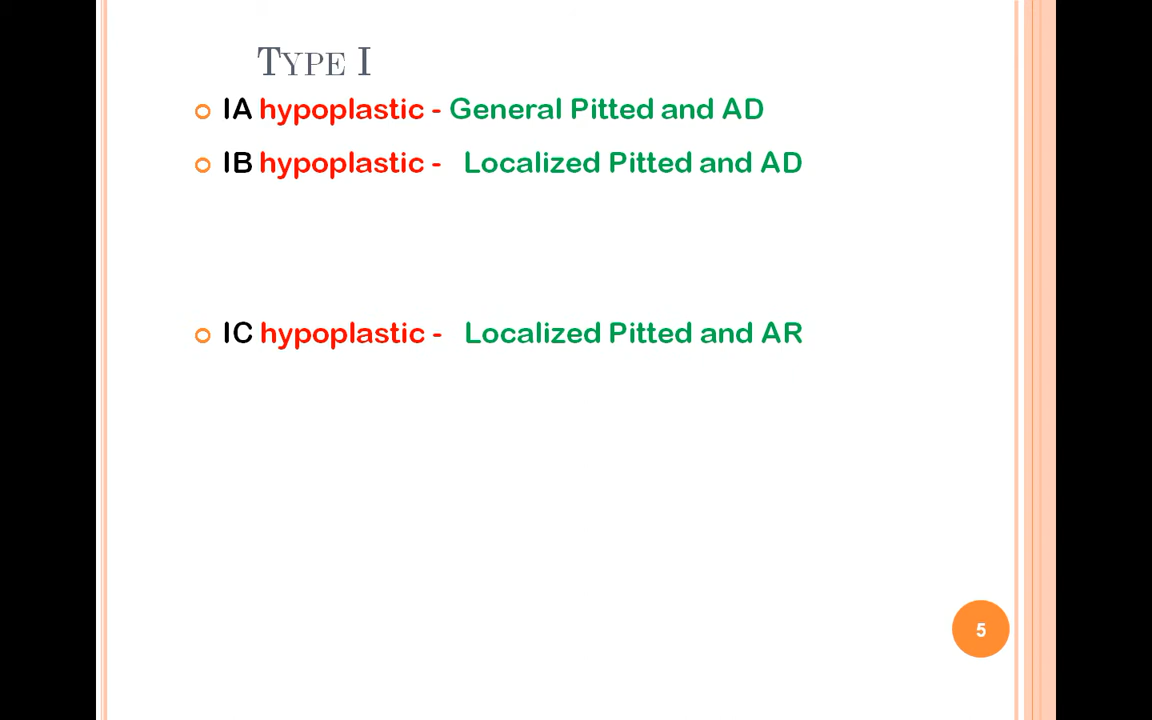 TYPE I
IA hypoplastic - General Pitted and AD
IB hypoplastic - Localized Pitted and AD
IC hypoplastic - Localized Pitted and AR
5